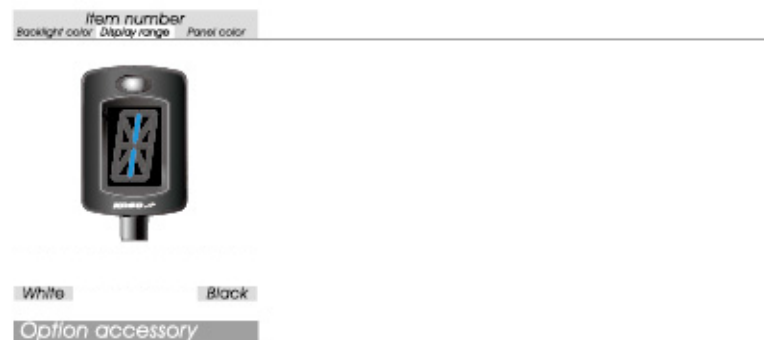 Item number
Backlight color Display range Panel color
White Black
Option accessory